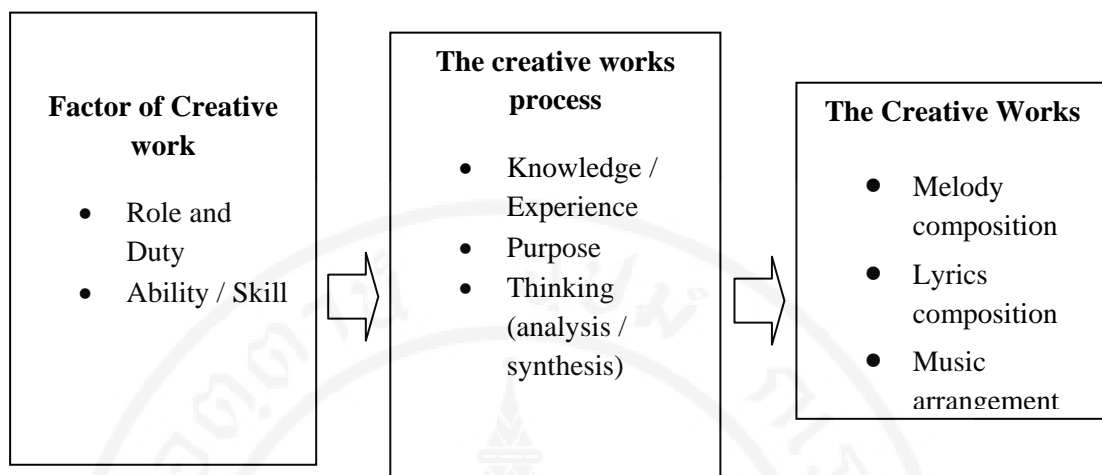 Factor of Creative
work
• Role and
Duty
• Ability / Skill
The creative works
process
• Knowledge /
Experience
• Purpose
• Thinking
(analysis /
synthesis)
The Creative Works
• Melody
composition
• Lyrics
composition
• Music
arrangement